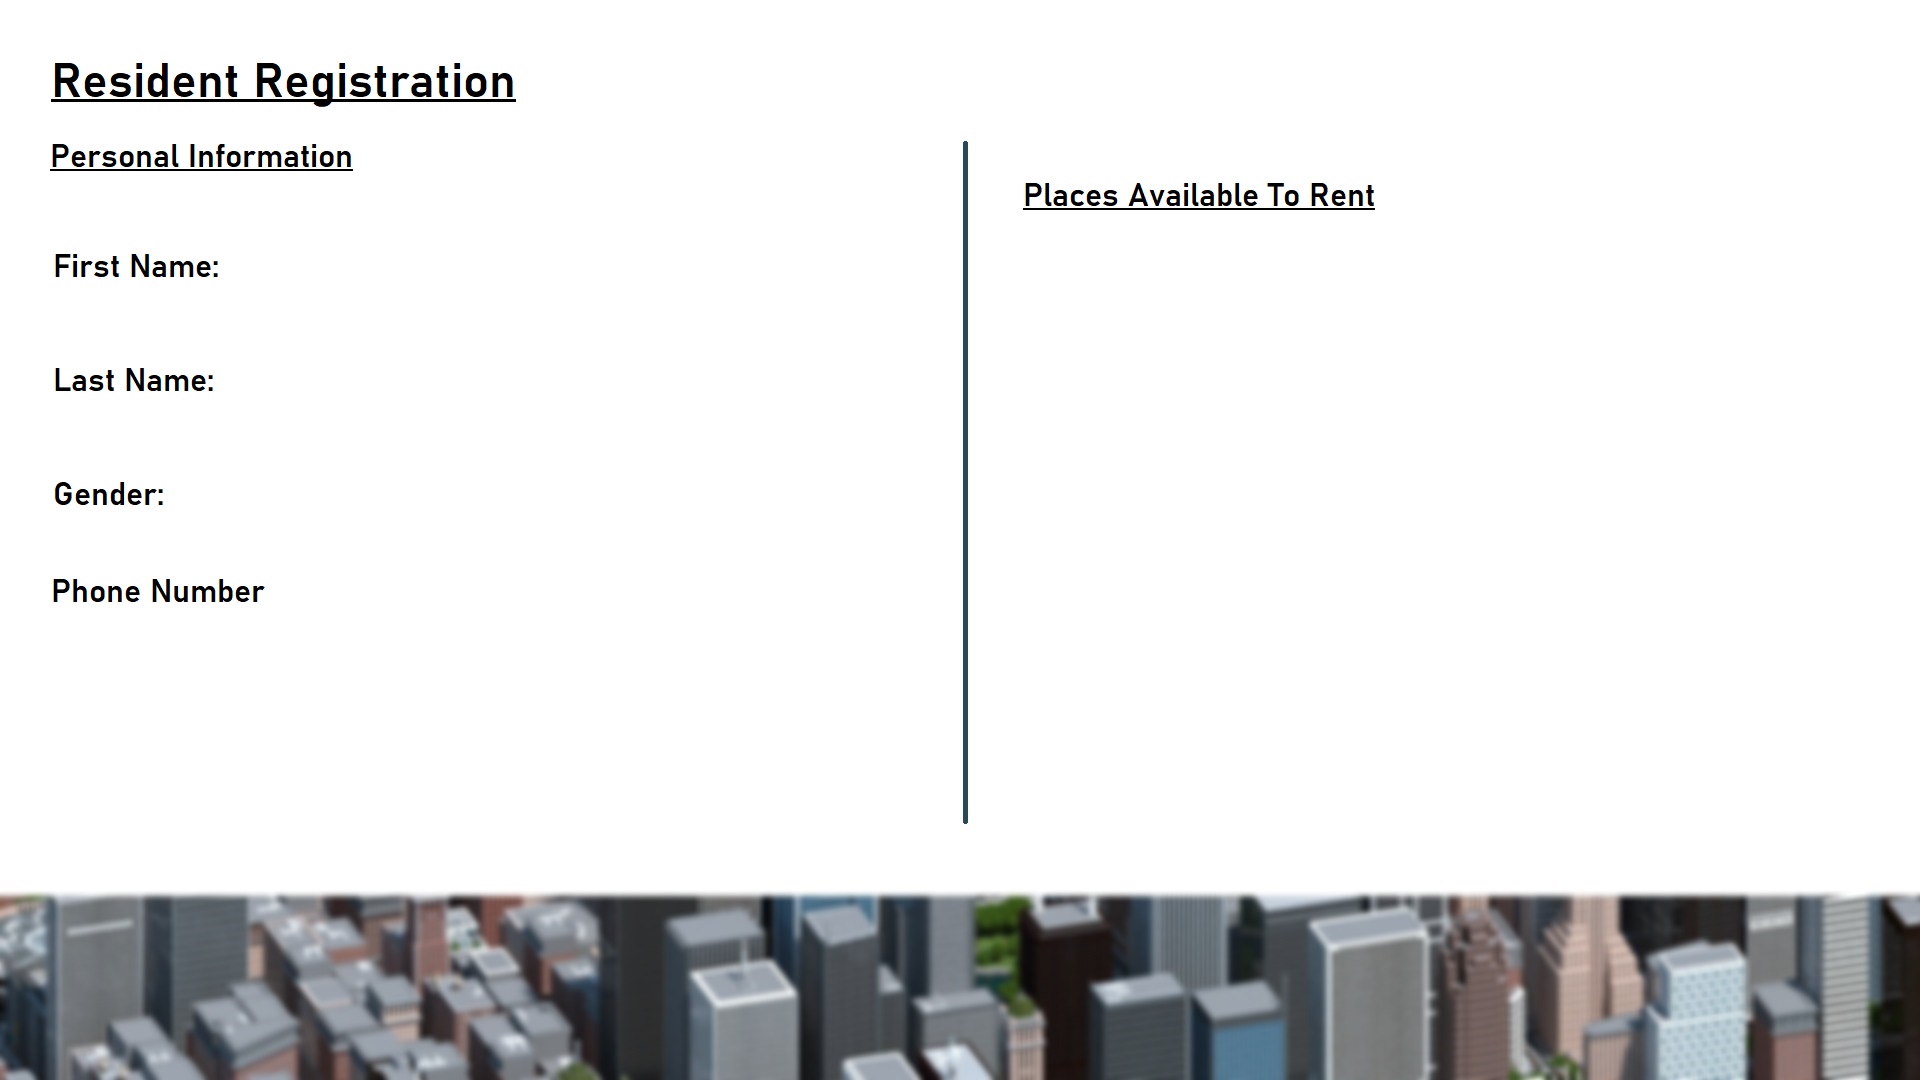 Resident Registration
Personal Information
Places Available To Rent
First Name:
Last Name:
Gender:
Phone Number